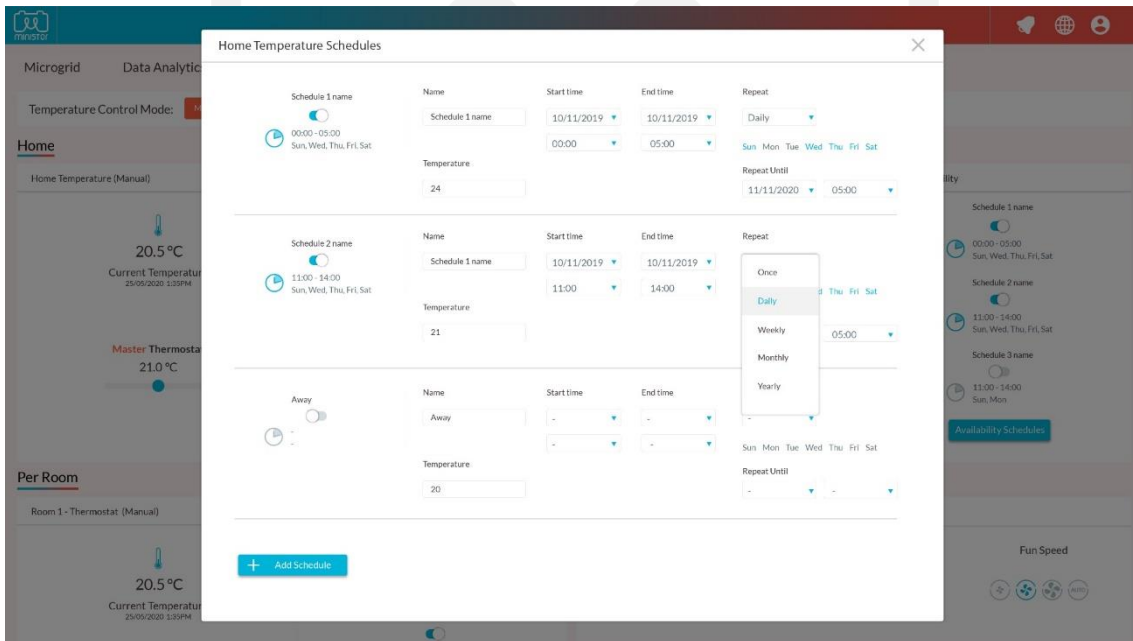 ministor
Home Temperature Schedules
Microgrid
Data Analytic
Temperature Control Mode:
M
Home
Home Temperature (Manual)
20.5 °C
Current Temperatur
25/05/2020 1:35PM
Master Thermosta
21.0 °C
Per Room
Room 1 - Thermostat (Manual)
20.5 °C
Current Temperatur
25/05/2020 1:35PM
Schedule 1 name
00:00 - 05:00
Sun, Wed, Thu, Fri, Sat
Name
Schedule 1 name
Temperature
24
Start time
10/11/2019
00:00
End time
10/11/2019
05:00
Repeat
Daily
Sun Mon Tue Wed Thu Fri Sat
Repeat Until
11/11/2020
05:00
Schedule 2 name
11:00 - 14:00
Sun, Wed, Thu, Fri, Sat
Name
Schedule 1 name
Temperature
21
Start time
10/11/2019
11:00
End time
10/11/2019
14:00
Repeat
Once
Daily
Weekly
Monthly
Yearly
d Thu Fri Sat
05:00
Away
-
-
Name
Away
Temperature
20
Start time
-
-
End time
-
-
-
Sun Mon Tue Wed Thu Fri Sat
Repeat Until
-
-
+ Add Schedule
ility
Schedule 1 name
00:00 - 05:00
Sun, Wed, Thu, Fri, Sat
Schedule 2 name
11:00 - 14:00
Sun, Wed, Thu, Fri, Sat
Schedule 3 name
11:00 - 14:00
Sun, Mon
Availability Schedules
Fun Speed
AUTO